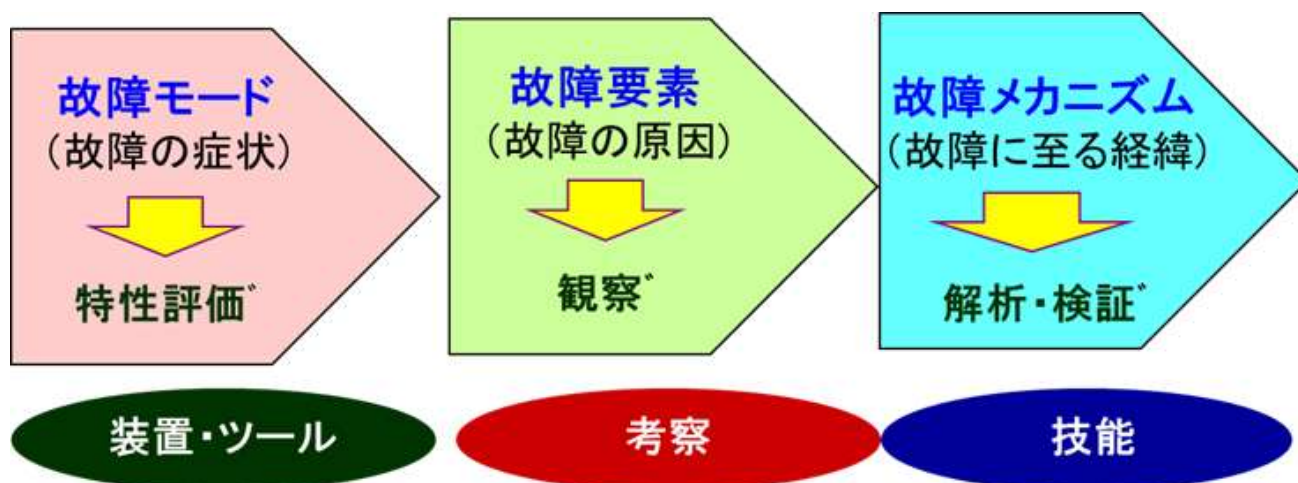 故障モード
(故障の症状)
特性評価゛
故障要素
(故障の原因)
観察゛
故障メカニズム
(故障に至る経緯)
解析・検証゛
装置・ツール
考察
技能